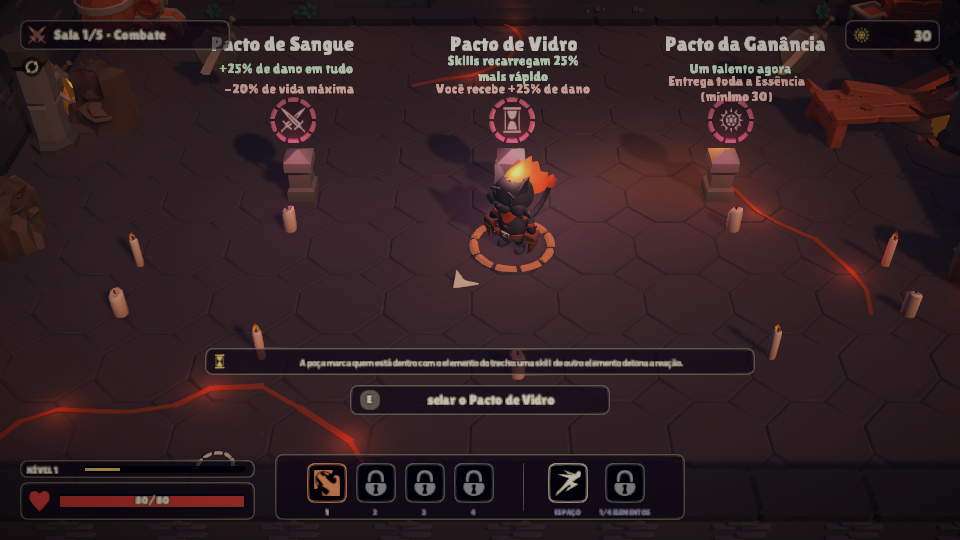 Sala 1/5 - Combate
30
Pacto de Sangue
+25% de dano em tudo
-20% de vida máxima
Pacto de Vidro
Skills recarregam 25%
mais rápido
Você recebe +25% de dano
Pacto da Ganância
Um talento agora
Entrega toda a Essência
(mínimo 30)
A poça marca quem está dentro com o elemento do trecho: uma skill de outro elemento detona a reação.
E
selar o Pacto de Vidro
NÍVEL 1
80/80
1
2
3
4
ESPAÇO
1/4 ELEMENTOS